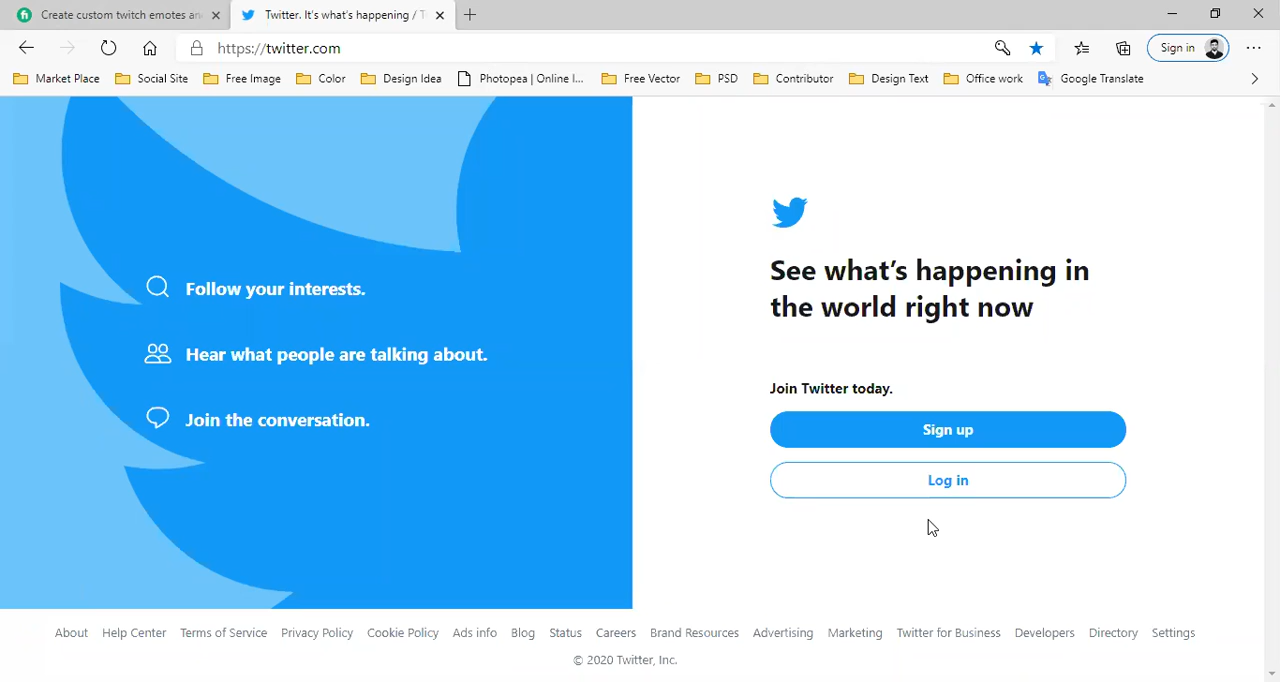 Create custom twitch emotes an
Twitter. It's what's happening / T
https://twitter.com
Sign in
Market Place
Social Site
Free Image
Color
Design Idea
Photopea | Online I...
Free Vector
PSD
Contributor
Design Text
Office work
Google Translate
Follow your interests.
Hear what people are talking about.
Join the conversation.
See what's happening in
the world right now
Join Twitter today.
Sign up
Log in
About Help Center Terms of Service Privacy Policy Cookie Policy Ads info Blog Status Careers Brand Resources Advertising Marketing Twitter for Business Developers Directory Settings
© 2020 Twitter, Inc.